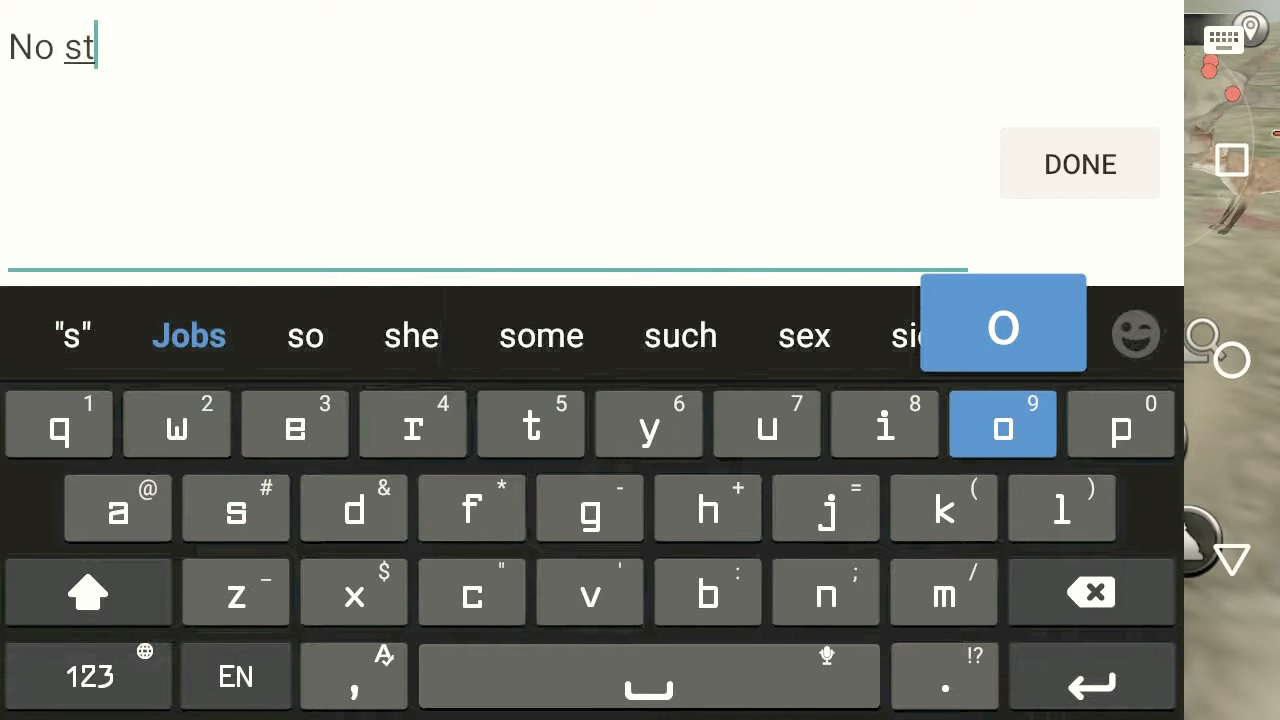 No st
DONE
"s" Jobs so she some such sex
O
q 1 w 2 e 3 r 4 t 5 y 6 u 7 i 8 o 9 p 0
a @ s # d & f * g - h + j = k ( l )
z _ x $ c " v ' b : n ; m /
123 EN , . !?